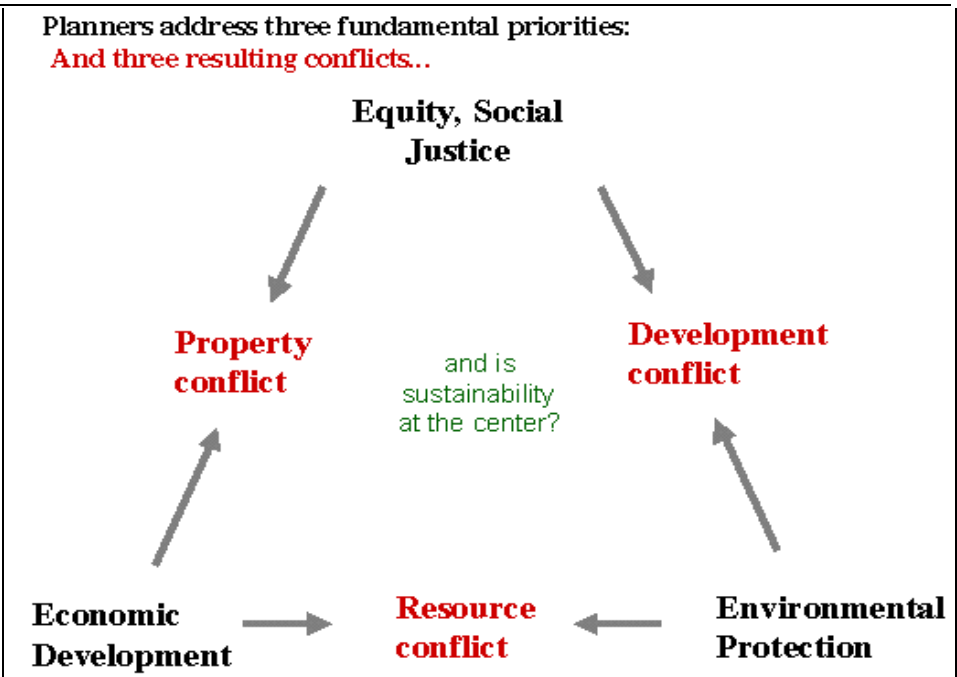 Planners address three fundamental priorities:
And three resulting conflicts...
Equity, Social
Justice
Property
conflict
and is
sustainability
at the center?
Development
conflict
Economic
Development
Resource
conflict
Environmental
Protection